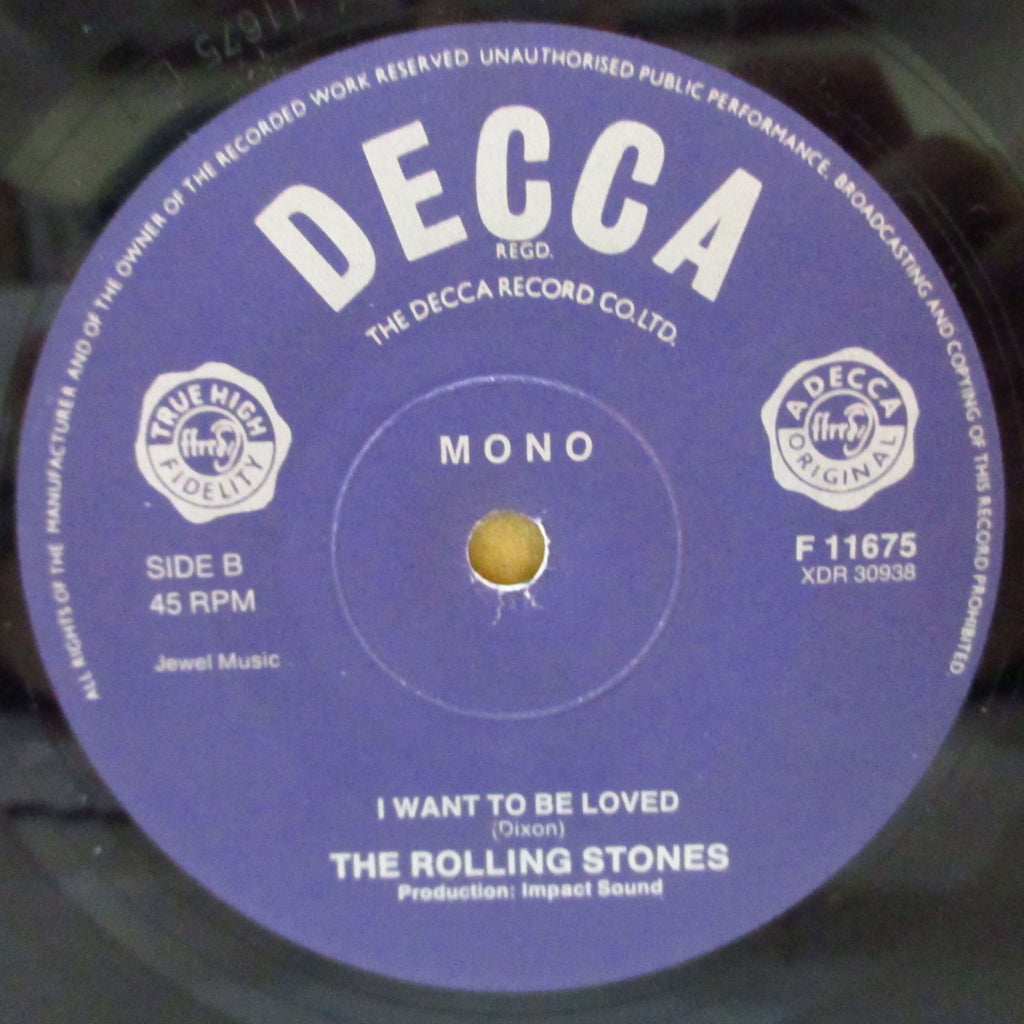 11675
ALL RIGHTS OF THE MANUFACTURER AND OF THE OWNER OF THE RECORDED WORK RESERVED UNAUTHORISED PUBLIC PERFORMANCE, BROADCASTING AND COPYING OF THIS RECORD PROHIBITED
DECCA
REGD.
THE DECCA RECORD CO. LTD.
TRUE HIGH
ffrr
FIDELITY
MONO
A DECCA
ffrr
ORIGINAL
SIDE B
45 RPM
Jewel Music
F 11675
XDR 30938
I WANT TO BE LOVED
(Dixon)
THE ROLLING STONES
Production: Impact Sound